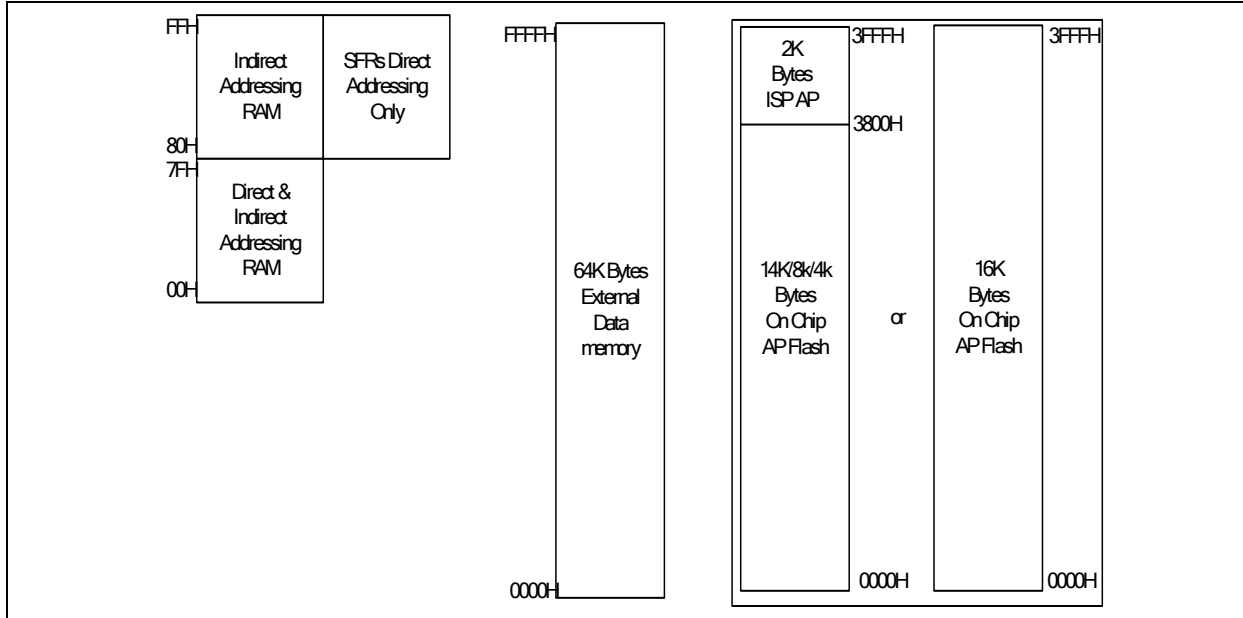 FFH
Indirect
Addressing
RAM
SFRs Direct
Addressing
Only
80H
7FH
Direct &
Indirect
Addressing
RAM
00H
FFFFH
64K Bytes
External
Data
memory
0000H
2K
Bytes
ISP AP
3FFFH
3800H
14K/8k/4k
Bytes
On Chip
AP Flash
0000H
or
3FFFH
16K
Bytes
On Chip
AP Flash
0000H